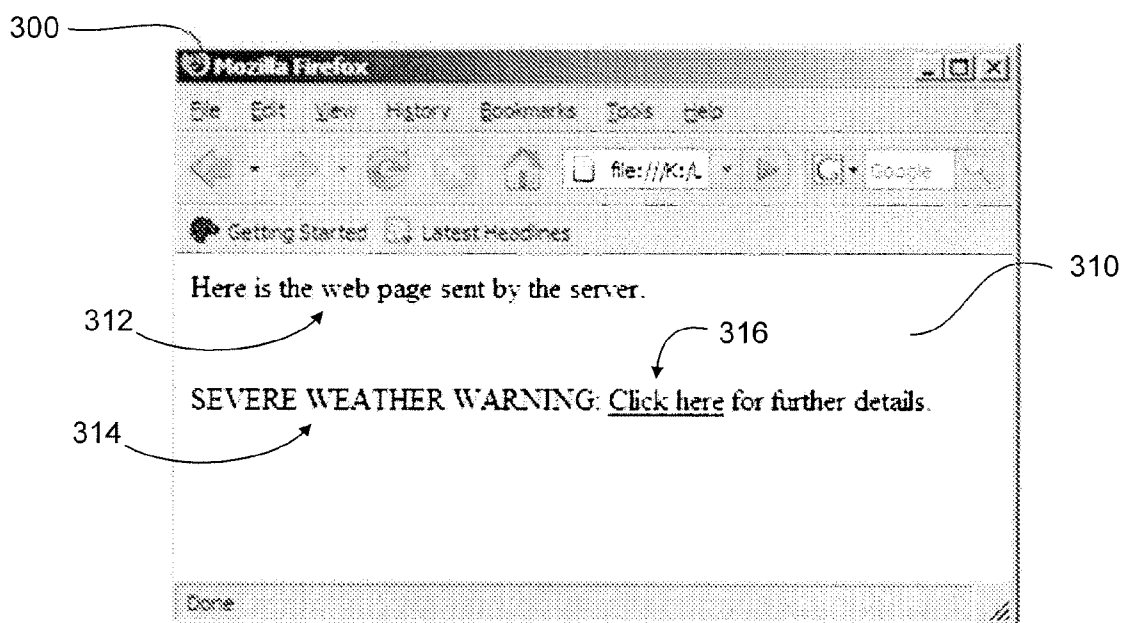 300
Mozilla Firefox
File Edit View History Bookmarks Tools Help
file:///K:/L Google
Getting Started Latest Headlines
310
Here is the web page sent by the server.
312
316
SEVERE WEATHER WARNING: Click here for further details.
314
Done